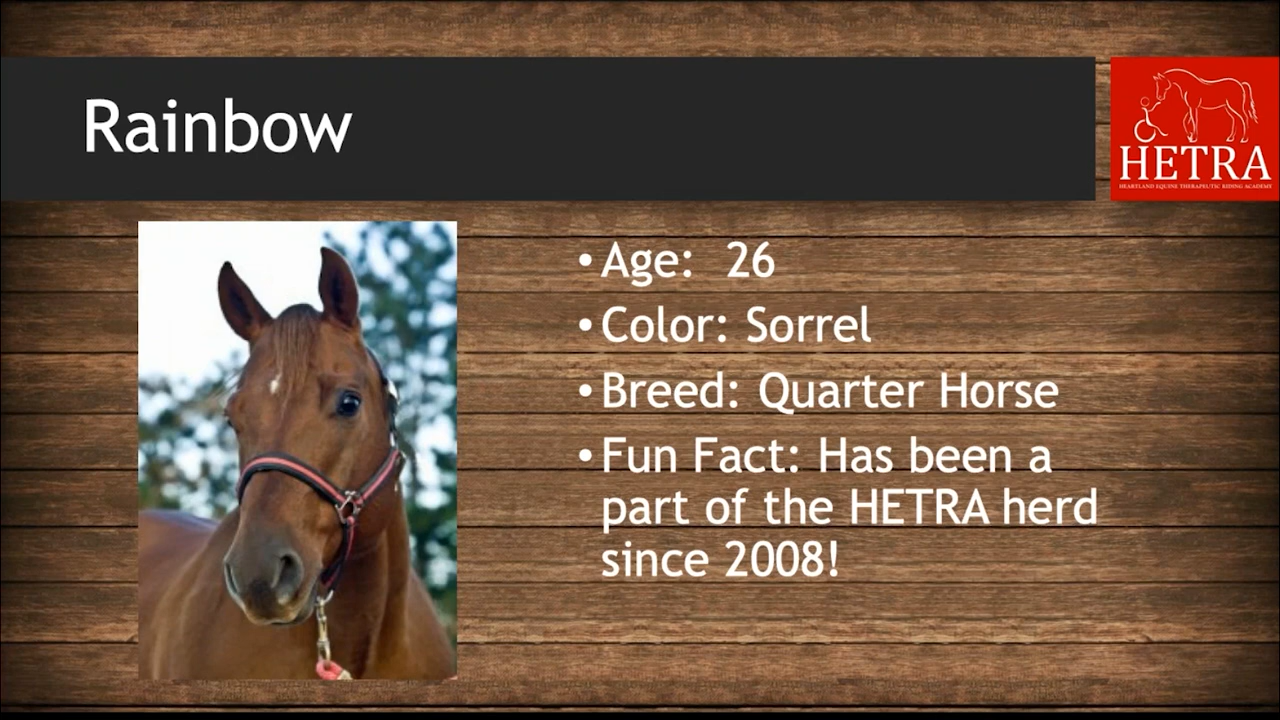 Rainbow
HETRA
HEARTLAND EQUINE THERAPEUTIC RIDING ACADEMY
• Age:  26
• Color: Sorrel
• Breed: Quarter Horse
• Fun Fact: Has been a
part of the HETRA herd
since 2008!